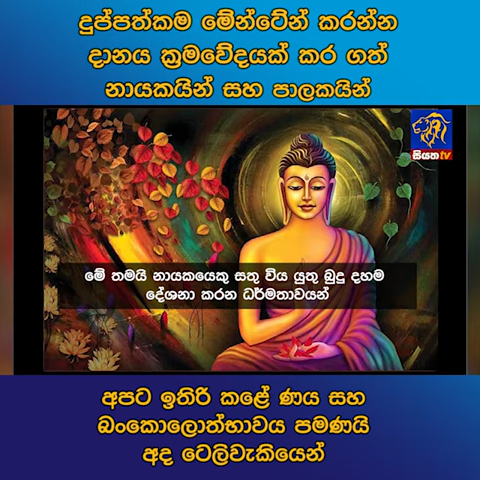 දුප්පත්කම මේන්ටේන් කරන්න
දානය ක්‍රමවේදයක් කර ගත්
නායකයින් සහ පාලකයින්
සියත tv
මේ තමයි නායකයෙකු සතු විය යුතු බුදු දහම
දේශනා කරන ධර්මතාවයන්
අපට ඉතිරි කළේ ණය සහ
බංකොලොත්භාවය පමණයි
අද ටෙලිවැකියෙන්